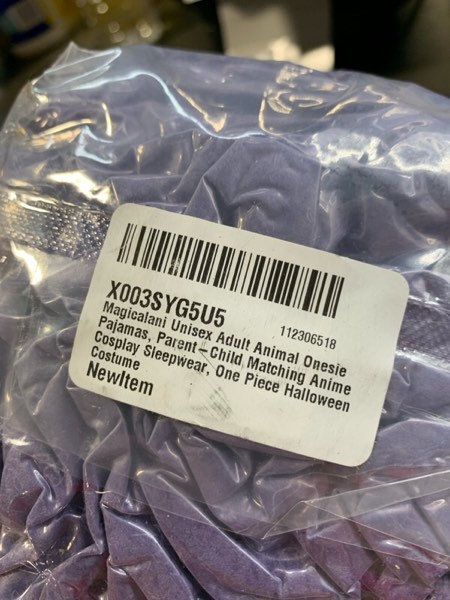 X003SYG5U5
112306518
Magicalani Unisex Adult Animal Onesie
Pajamas, Parent-Child Matching Anime
Cosplay Sleepwear, One Piece Halloween
Costume
NewItem